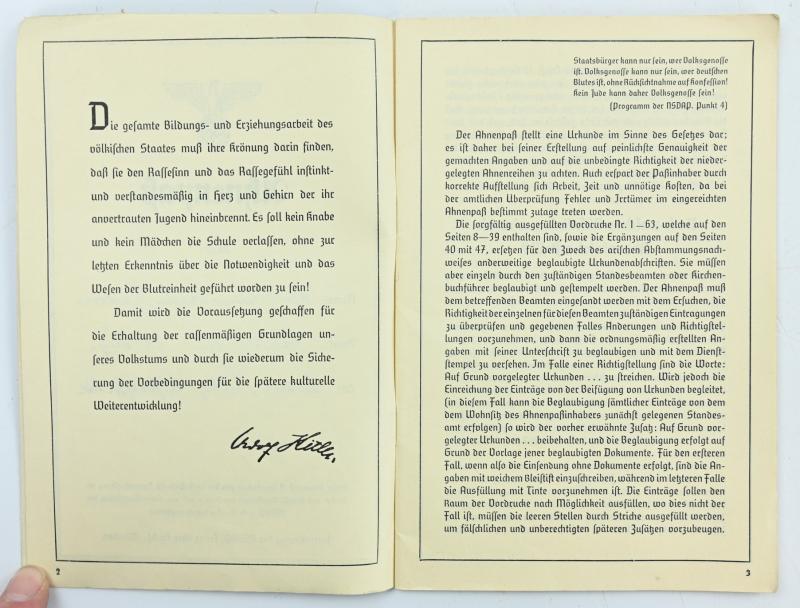 Die gesamte Bildungs- und Erziehungsarbeit des
völkischen Staates muß ihre Krönung darin finden,
daß sie den Rassesinn und das Rassegefühl instinkt-
und verstandesmäßig in Herz und Gehirn der ihr
anvertrauten Jugend hineinbrennt. Es soll kein Knabe
und kein Mädchen die Schule verlassen, ohne zur
letzten Erkenntnis über die Notwendigkeit und das
Wesen der Blutreinheit geführt worden zu sein!
Damit wird die Voraussetzung geschaffen für
die Erhaltung der rassenmäßigen Grundlagen un-
seres Volkstums und durch sie wiederum die Siche-
rung der Vorbedingungen für die spätere kulturelle
Weiterentwicklung!
Adolf Hitler.
2
Staatsbürger kann nur sein, wer Volksgenosse
ist. Volksgenosse kann nur sein, wer deutschen
Blutes ist, ohne Rücksichtnahme auf Konfession!
Kein Jude kann daher Volksgenosse sein!
(Programm der NSDAP. Punkt 4)
Der Ahnenpaß stellt eine Urkunde im Sinne des Gesetzes dar;
es ist daher bei seiner Erstellung auf peinlichste Genauigkeit der
gemachten Angaben und auf die unbedingte Richtigkeit der nieder-
gelegten Ahnenreihen zu achten. Auch erspart der Paßinhaber durch
korrekte Aufstellung sich Arbeit, Zeit und unnötige Kosten, da bei
der amtlichen Überprüfung Fehler und Irrtümer im eingereichten
Ahnenpaß bestimmt zutage treten werden.
Die sorgfältig ausgefüllten Vordrucke Nr. 1—63, welche auf den
Seiten 8—39 enthalten sind, sowie die Ergänzungen auf den Seiten
40 mit 47, ersetzen für den Zweck des arischen Abstammungsnach-
weises anderweitige beglaubigte Urkundenabschriften. Sie müssen
aber einzeln durch den zuständigen Standesbeamten oder Kirchen-
buchführer beglaubigt und gestempelt werden. Der Ahnenpaß muß
dem betreffenden Beamten eingesandt werden mit dem Ersuchen, die
Richtigkeit der einzelnen für diesen Beamten zuständigen Eintragungen
zu überprüfen und gegebenen Falles Änderungen und Richtigstel-
lungen vorzunehmen, und dann die ordnungsmäßig erstellten An-
gaben mit seiner Unterschrift zu beglaubigen und mit dem Dienst-
stempel zu versehen. Im Falle einer Richtigstellung sind die Worte:
Auf Grund vorgelegter Urkunden ... zu streichen. Wird jedoch die
Einreichung der Einträge von der Beifügung von Urkunden begleitet,
(in diesem Fall kann die Beglaubigung sämtlicher Einträge von dem
dem Wohnsitz des Ahnenpaßinhabers zunächst gelegenen Standes-
amt erfolgen) so wird der vorher erwähnte Zusatz: Auf Grund vor-
gelegter Urkunden ... beibehalten, und die Beglaubigung erfolgt auf
Grund der Vorlage jener beglaubigten Dokumente. Für den ersteren
Fall, wenn also die Einsendung ohne Dokumente erfolgt, sind die An-
gaben mit weichem Bleistift einzuschreiben, während im letzteren Falle
die Ausfüllung mit Tinte vorzunehmen ist. Die Einträge sollen den
Raum der Vordrucke nach Möglichkeit ausfüllen, wo dies nicht der
Fall ist, müssen die leeren Stellen durch Striche ausgefüllt werden,
um fälschlichen und unberechtigten späteren Zusätzen vorzubeugen.
3